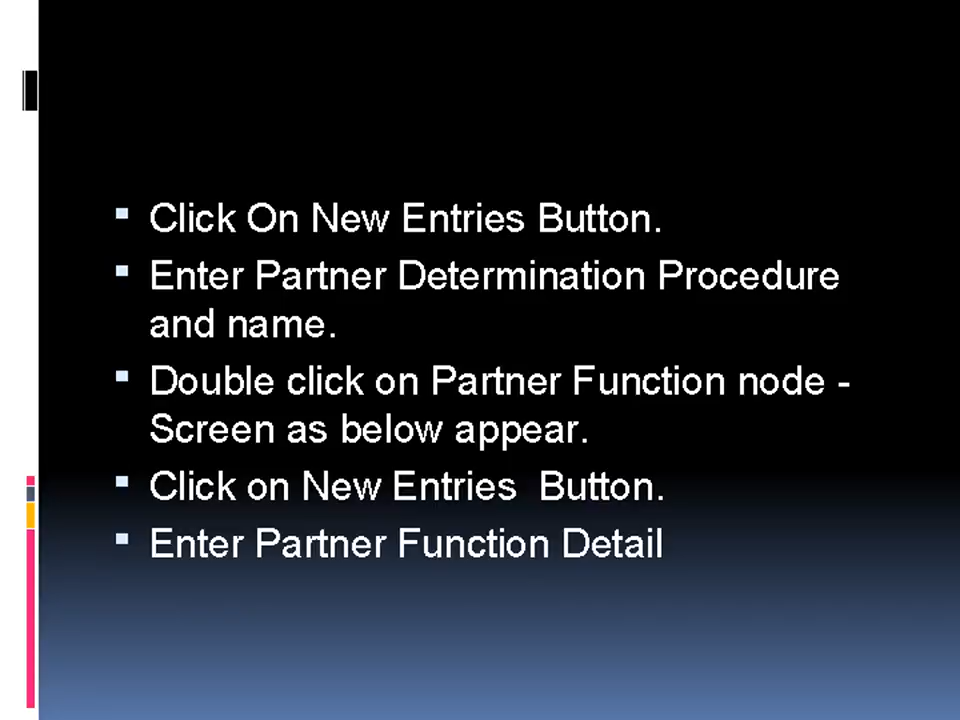 Click On New Entries Button.
Enter Partner Determination Procedure
and name.
Double click on Partner Function node -
Screen as below appear.
Click on New Entries  Button.
Enter Partner Function Detail